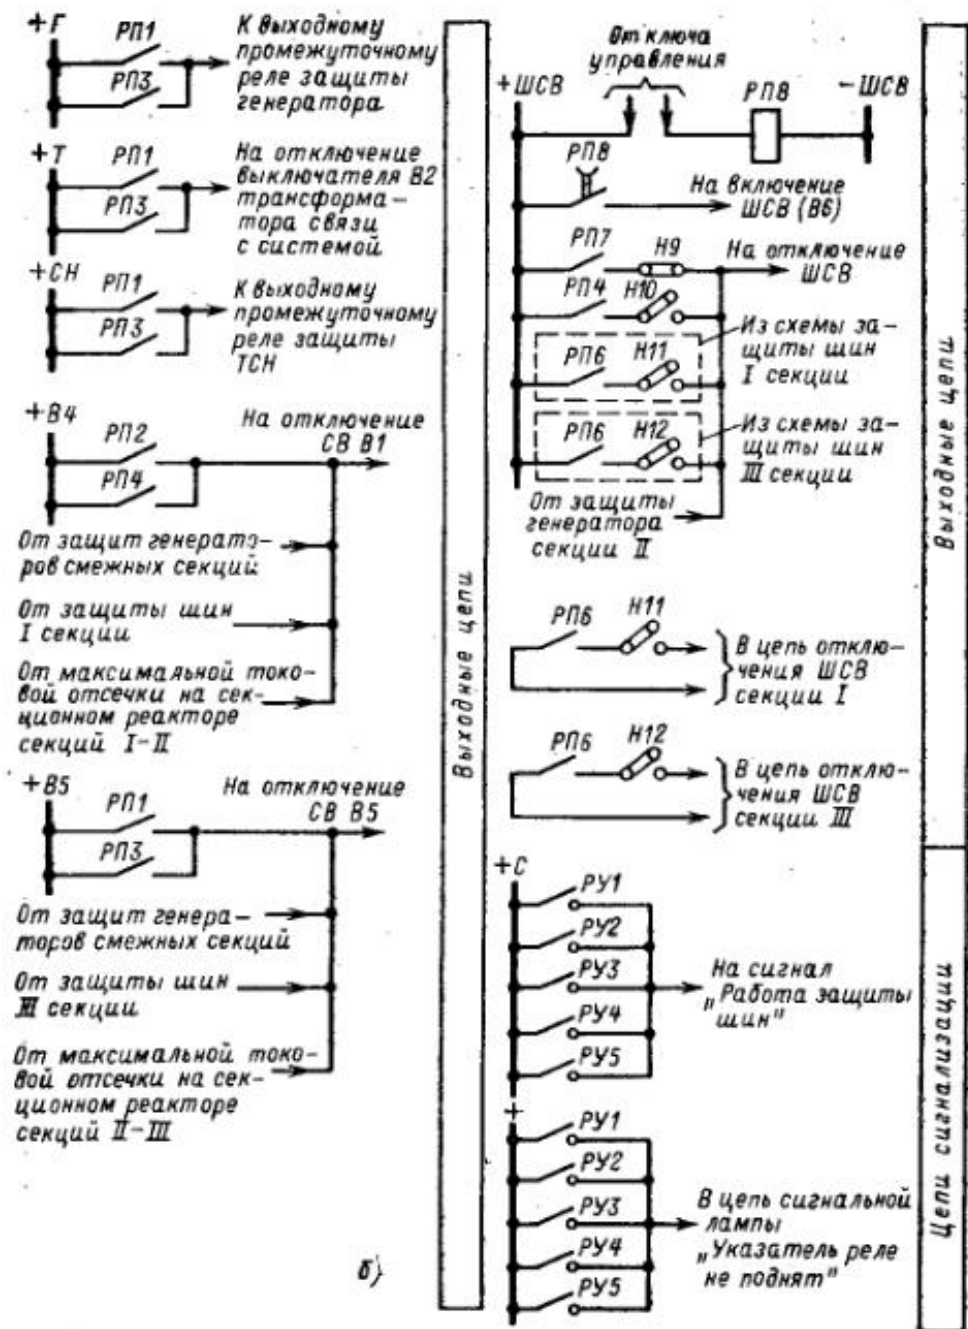 +Г
РП1
РП3
К выходному
промежуточному
реле защиты
генератора
+Т
РП1
РП3
На отключение
выключателя В2
трансформа-
тора связи
с системой
+СН
РП1
РП3
К выходному
промежуточному
реле защиты
ТСН
+В4
РП2
РП4
На отключение
СВ В1
От защит генерато-
ров смежных секций
От защиты шин
I секции
От максимальной токо-
вой отсечки на сек-
ционном реакторе
секций I-II
+В5
РП1
РП3
На отключение
СВ В5
От защит генера-
торов смежных секций
От защиты шин
III секции
От максимальной токо-
вой отсечки на сек-
ционном реакторе
секций II-III
б)
Выходные цепи
От ключа
управления
+ШСВ
РП8
-ШСВ
РП8
На включение
ШСВ (В6)
РП7
Н9
На отключение
ШСВ
РП4
Н10
Из схемы за-
щиты шин
I секции
РП6
Н11
Из схемы за-
щиты шин
III секции
РП6
Н12
От защиты
генератора
секции II
РП6
Н11
В цепь отклю-
чения ШСВ
секции I
РП6
Н12
В цепь отклю-
чения ШСВ
секции III
Выходные цепи
+С
РУ1
РУ2
РУ3
РУ4
РУ5
На сигнал
„Работа защиты
шин"
+
РУ1
РУ2
РУ3
РУ4
РУ5
В цепь сигнальной
лампы
„Указатель реле
не поднят"
Цепи сигнализации